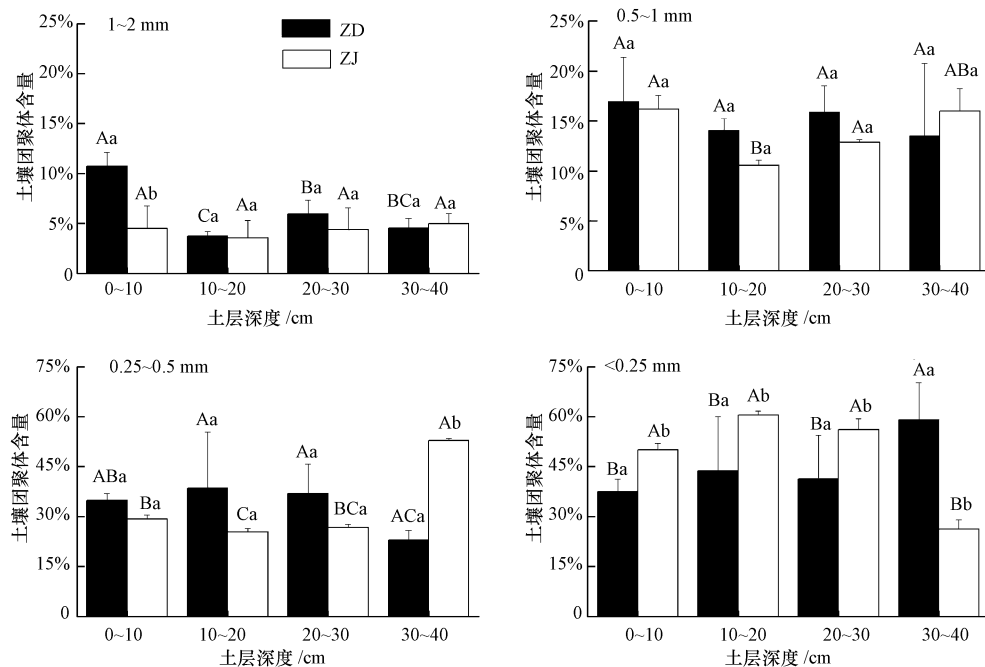 1~2 mm
ZD
ZJ
25%
20%
15%
10%
5%
0
土壤团聚体含量
Aa
Ab
Ca
Aa
Ba
Aa
BCa
Aa
0~10
10~20
20~30
30~40
土层深度 /cm
0.5~1 mm
25%
20%
15%
10%
5%
0
土壤团聚体含量
Aa
Aa
Aa
Ba
Aa
Aa
Aa
ABa
0~10
10~20
20~30
30~40
土层深度 /cm
0.25~0.5 mm
75%
60%
45%
30%
15%
0
土壤团聚体含量
ABa
Ba
Aa
Ca
Aa
BCa
ACa
Ab
0~10
10~20
20~30
30~40
土层深度 /cm
<0.25 mm
75%
60%
45%
30%
15%
0
土壤团聚体含量
Ba
Ab
Ba
Ab
Ba
Ab
Aa
Bb
0~10
10~20
20~30
30~40
土层深度 /cm